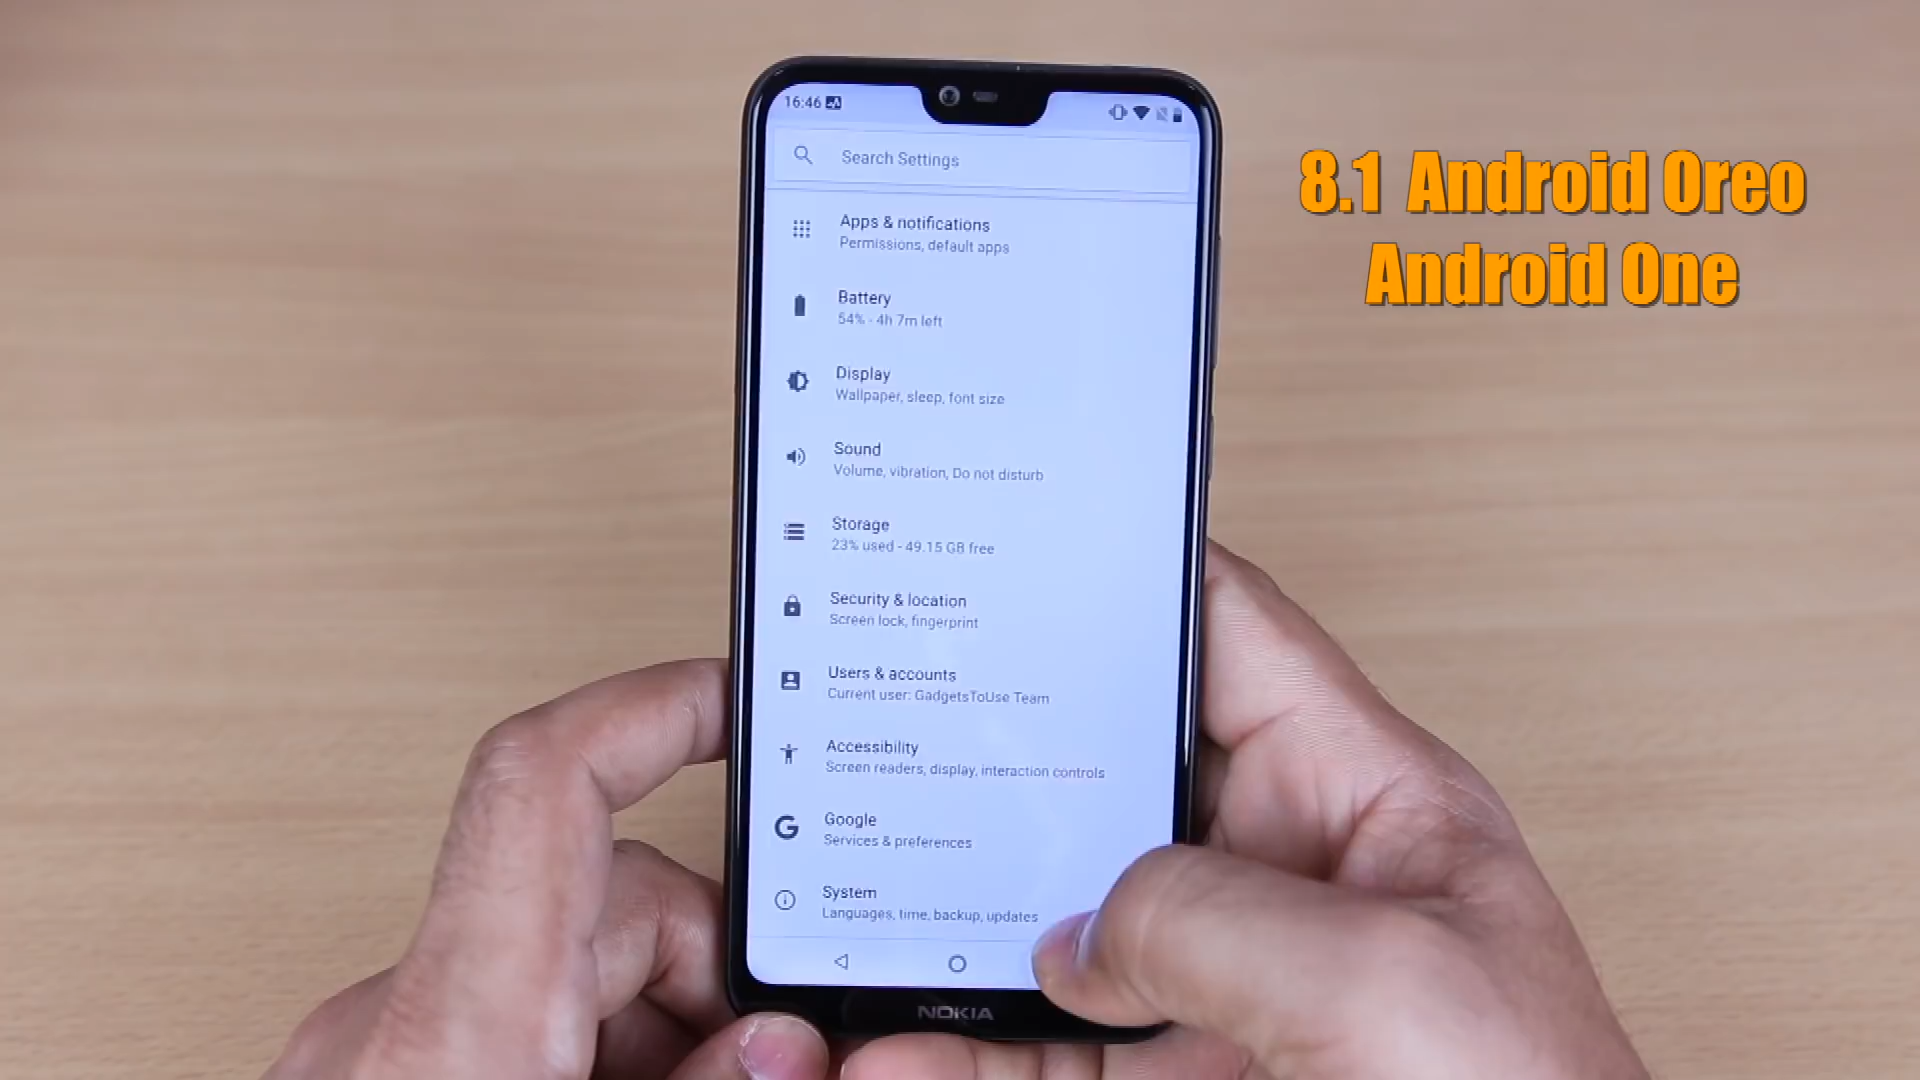 16:46
Search Settings
Apps & notifications
Permissions, default apps
Battery
54% - 4h 7m left
Display
Wallpaper, sleep, font size
Sound
Volume, vibration, Do not disturb
Storage
23% used - 49.15 GB free
Security & location
Screen lock, fingerprint
Users & accounts
Current user: GadgetsToUse Team
Accessibility
Screen readers, display, interaction controls
Google
Services & preferences
System
Languages, time, backup, updates
NOKIA
8.1 Android Oreo
Android One